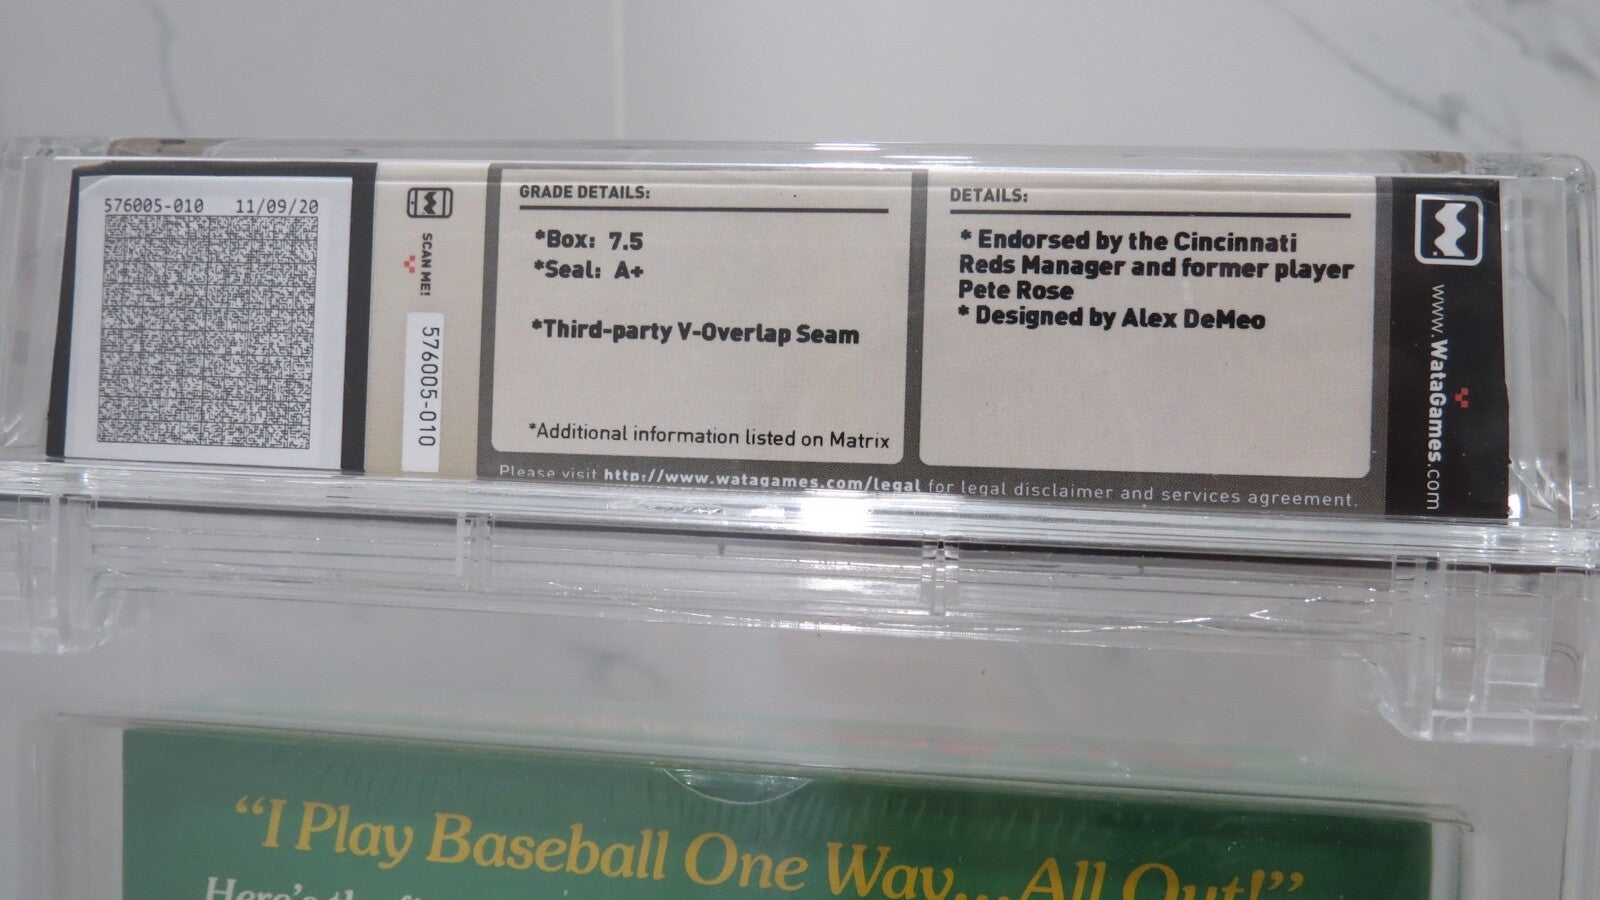 576005-010 11/09/20
SCAN ME!
576005-010
GRADE DETAILS:
*Box: 7.5
*Seal: A+
*Third-party V-Overlap Seam
*Additional information listed on Matrix
DETAILS:
* Endorsed by the Cincinnati
Reds Manager and former player
Pete Rose
* Designed by Alex DeMeo
www.WataGames.com
Please visit http://www.watagames.com/legal for legal disclaimer and services agreement.
“I Play Baseball One Way...All Out!”
Here's the